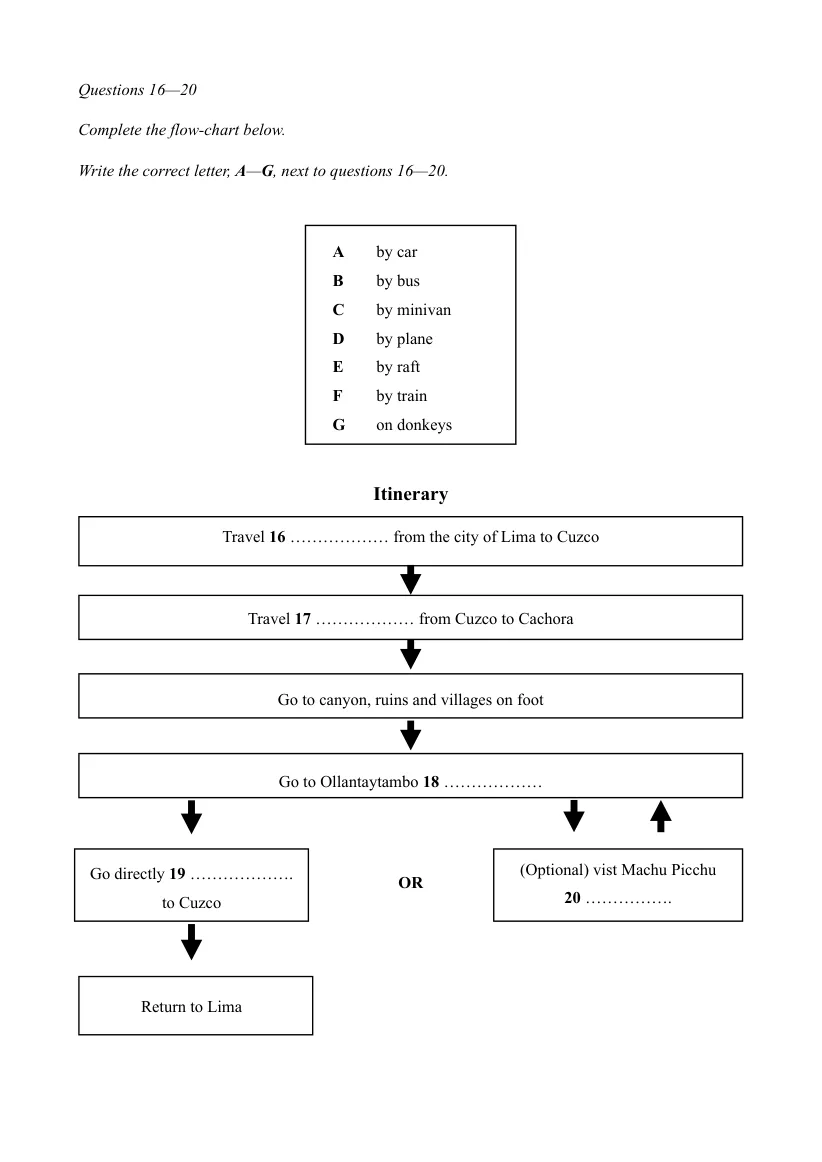 Questions 16—20
Complete the flow-chart below.
Write the correct letter, A—G, next to questions 16—20.
A by car
B by bus
C by minivan
D by plane
E by raft
F by train
G on donkeys
Itinerary
Travel 16 ……………… from the city of Lima to Cuzco
Travel 17 ……………… from Cuzco to Cachora
Go to canyon, ruins and villages on foot
Go to Ollantaytambo 18 ………………
Go directly 19 ……………….
to Cuzco
OR
(Optional) vist Machu Picchu
20 …………….
Return to Lima